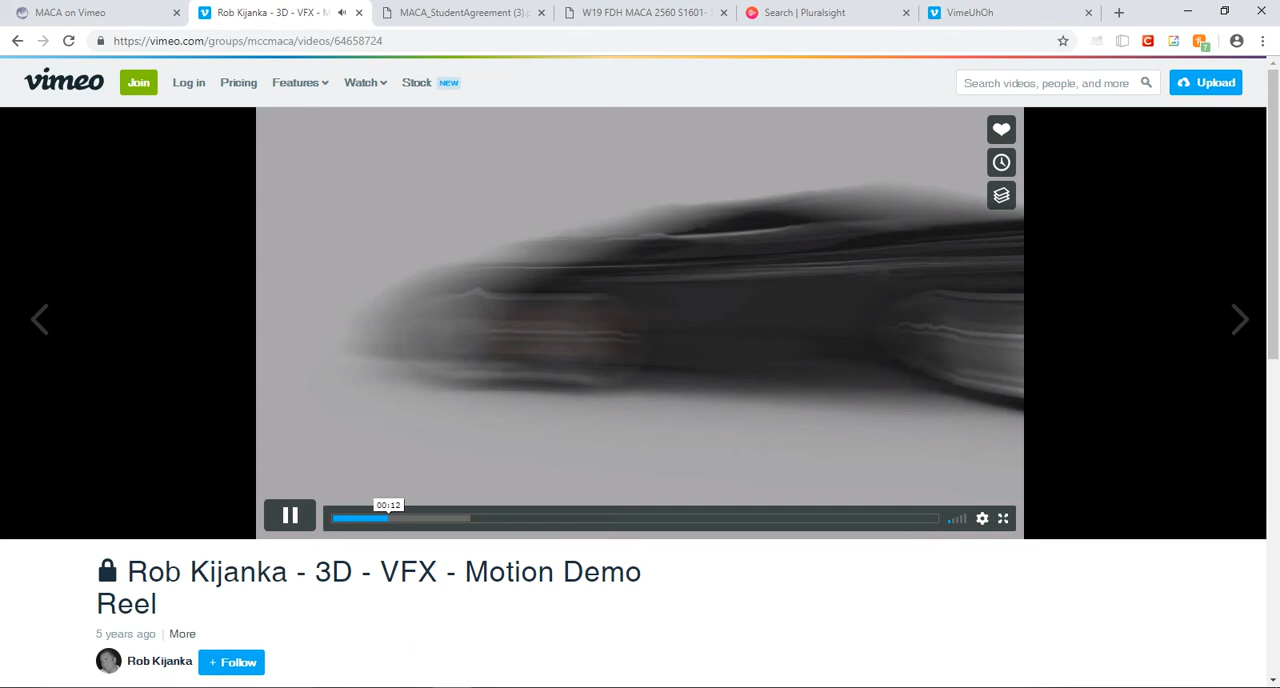 MACA on Vimeo
Rob Kijanka - 3D - VFX - M
MACA_StudentAgreement (3).p
W19 FDH MACA 2560 S1601-
Search | Pluralsight
VimeUhOh
https://vimeo.com/groups/mccmaca/videos/64658724
7
vimeo
Join
Log in
Pricing
Features
Watch
Stock NEW
Search videos, people, and more
Upload
00:12
Rob Kijanka - 3D - VFX - Motion Demo
Reel
5 years ago | More
Rob Kijanka
+ Follow